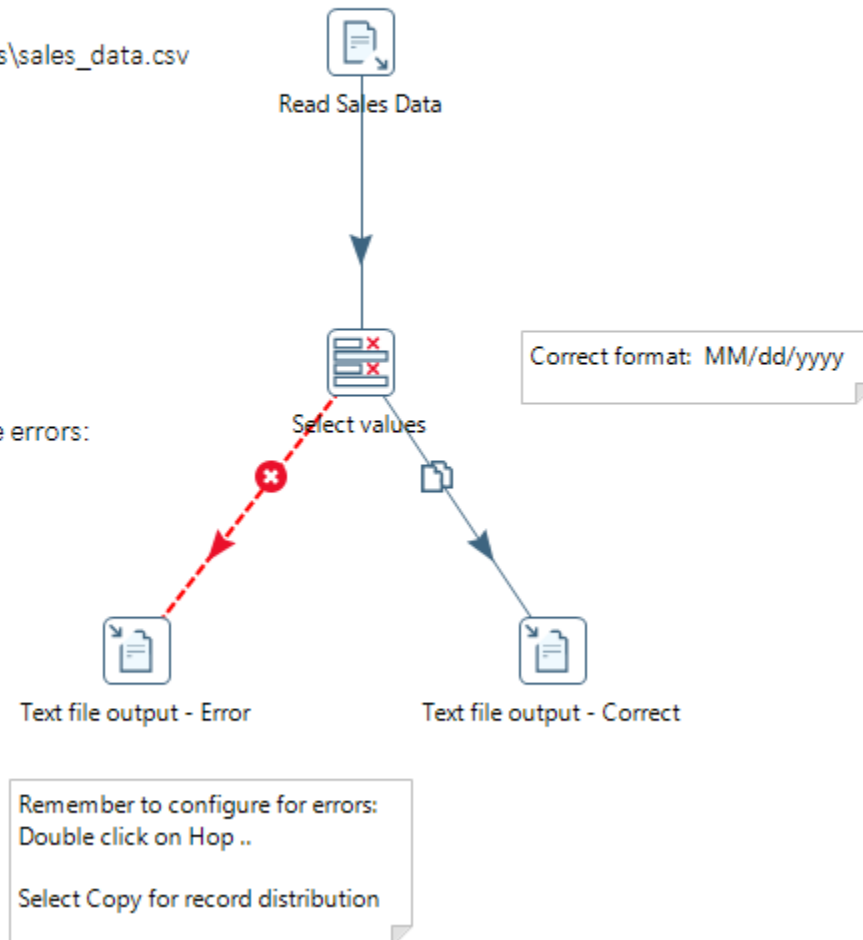 s\sales_data.csv
Read Sales Data
Correct format:  MM/dd/yyyy
Select values
errors:
Text file output - Error
Text file output - Correct
Remember to configure for errors:
Double click on Hop ..
Select Copy for record distribution